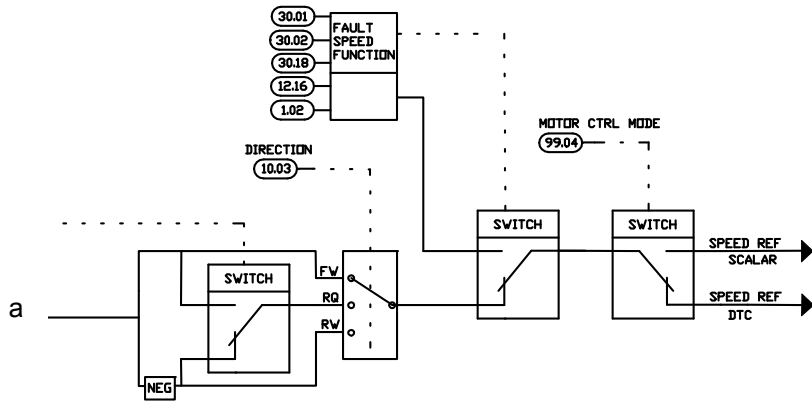 30.01
FAULT
30.02
SPEED
FUNCTION
30.18
12.16
1.02
MOTOR CTRL MODE
99.04
DIRECTION
10.03
SWITCH
SWITCH
SPEED REF
SCALAR
FW
SWITCH
RQ
SPEED REF
a
DTC
RW
NEG